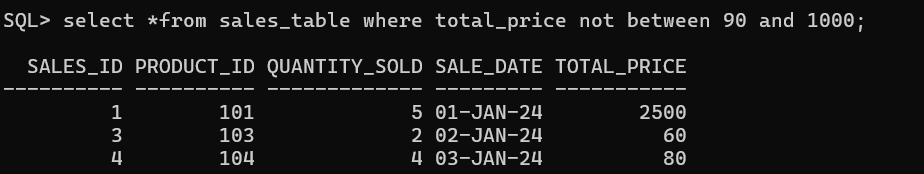 SQL> select *from sales_table where total_price not between 90 and 1000;

  SALES_ID PRODUCT_ID QUANTITY_SOLD SALE_DATE TOTAL_PRICE
---------- ---------- ------------- --------- -----------
         1        101             5 01-JAN-24        2500
         3        103             2 02-JAN-24          60
         4        104             4 03-JAN-24          80